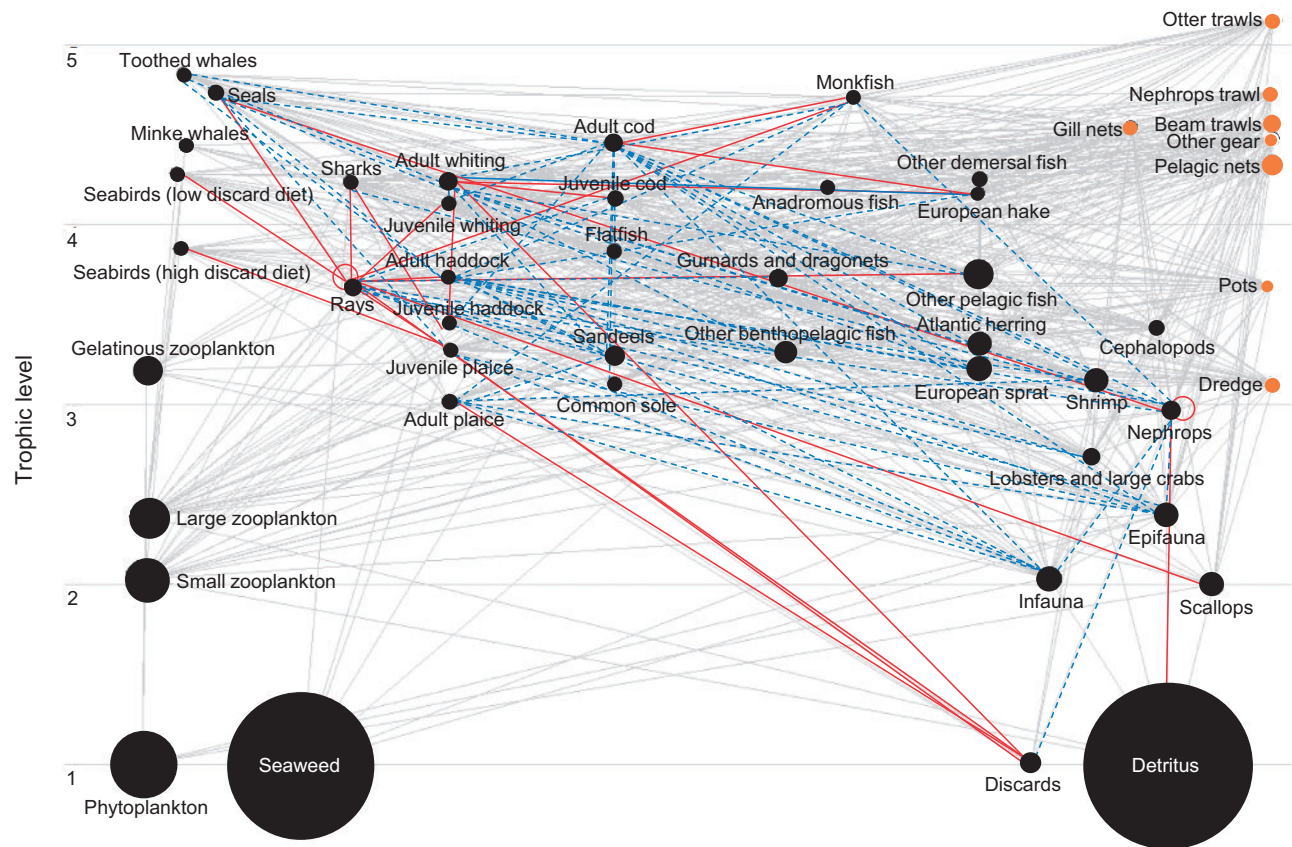 Otter trawls
5
Toothed whales
Seals
Monkfish
Nephrops trawl
Minke whales
Adult cod
Gill nets
Beam trawls
Other gear
Sharks
Adult whiting
Other demersal fish
Pelagic nets
Seabirds (low discard diet)
Juvenile cod
Anadromous fish
European hake
Juvenile whiting
4
Flatfish
Seabirds (high discard diet)
Adult haddock
Gurnards and dragonets
Rays
Other pelagic fish
Pots
Juvenile haddock
Atlantic herring
Gelatinous zooplankton
Sandeels
Other benthopelagic fish
Cephalopods
Juvenile plaice
Dredge
Trophic level
Common sole
European sprat
Shrimp
3
Adult plaice
Nephrops
Lobsters and large crabs
Large zooplankton
Epifauna
Small zooplankton
2
Infauna
Scallops
Seaweed
Detritus
1
Discards
Phytoplankton